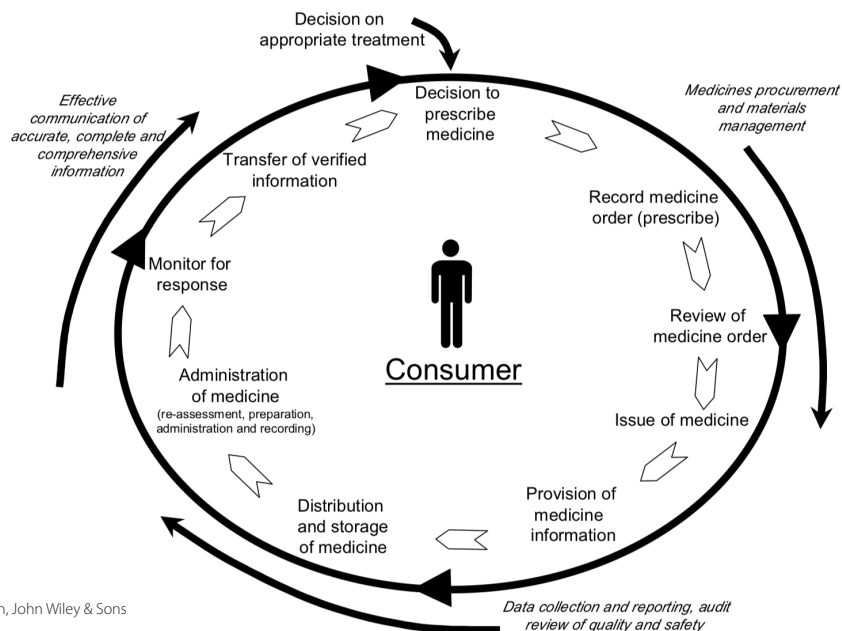 Decision on
appropriate treatment
Effective
communication of
accurate, complete and
comprehensive
information
Medicines procurement
and materials
management
Decision to
prescribe
medicine
Record medicine
order (prescribe)
Review of
medicine order
Issue of medicine
Provision of
medicine
information
Distribution
and storage
of medicine
Administration
of medicine
(re-assessment, preparation,
administration and recording)
Monitor for
response
Transfer of verified
information
Consumer
Data collection and reporting, audit
review of quality and safety
, John Wiley & Sons